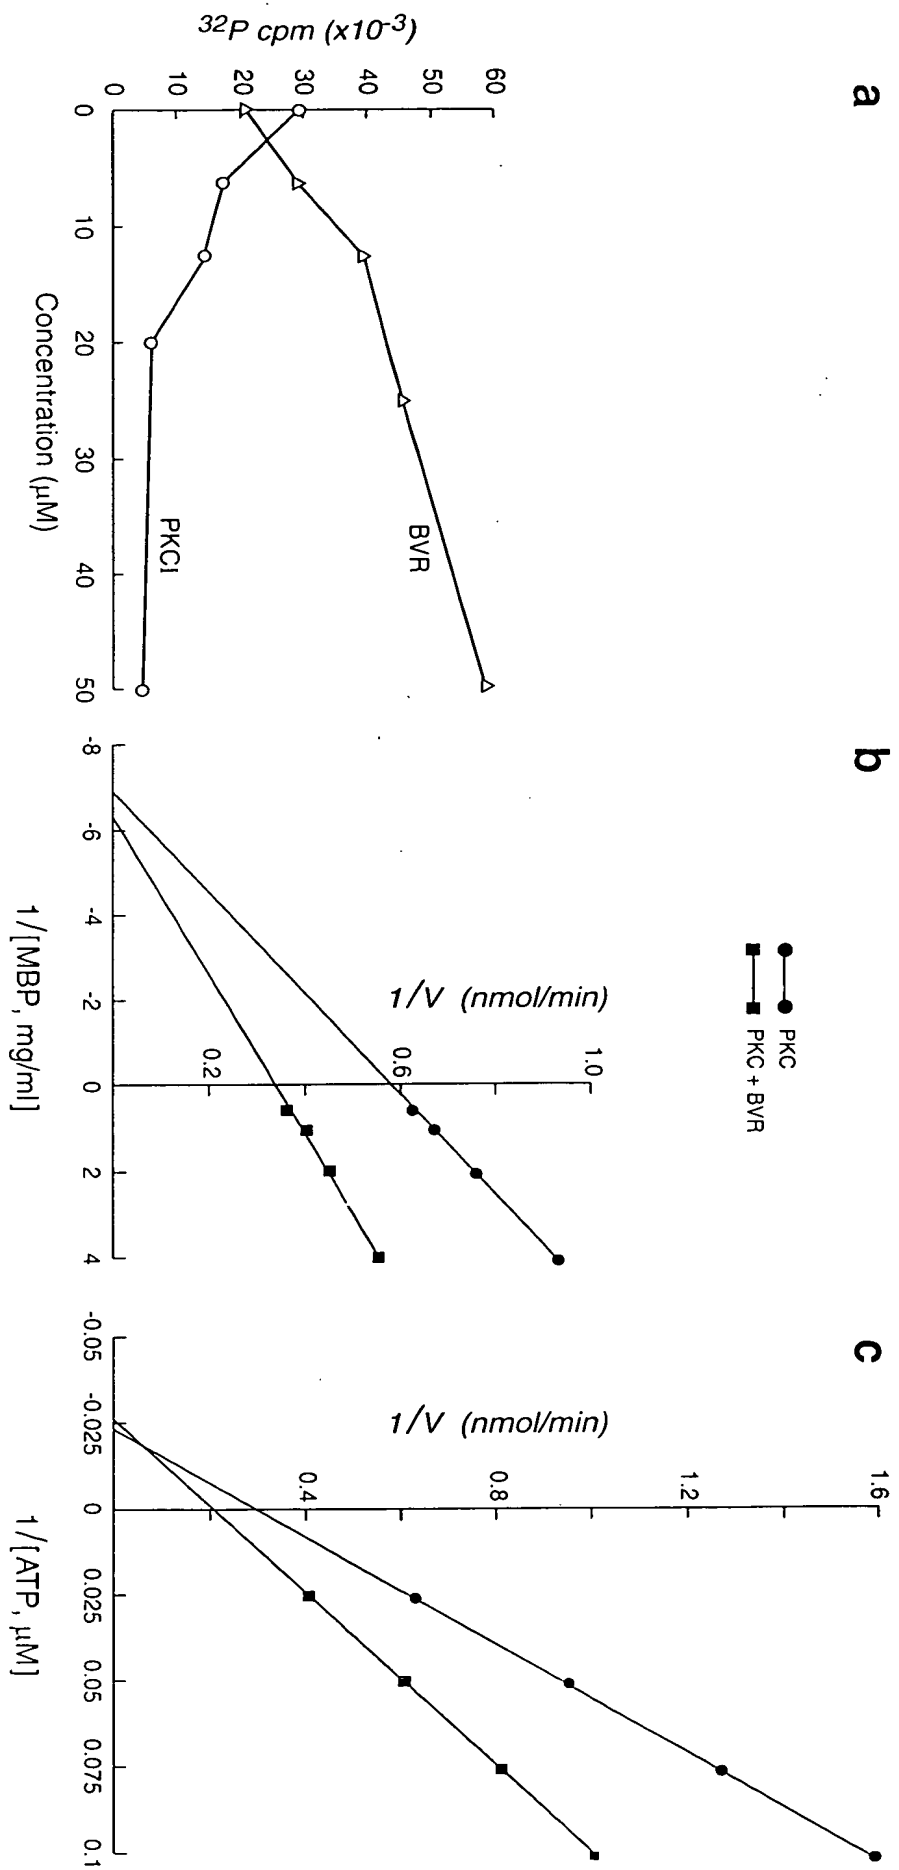 a
32P cpm (x10-3)
60
50
40
30
20
10
0
0 10 20 30 40 50
Concentration (µM)
BVR
PKCI
b
PKC
PKC + BVR
1/V (nmol/min)
1.0
0.6
0.2
-8 -6 -4 -2 0 2 4
1/[MBP, mg/ml]
c
1/V (nmol/min)
1.6
1.2
0.8
0.4
-0.05 -0.025 0 0.025 0.05 0.075 0.1
1/[ATP, µM]